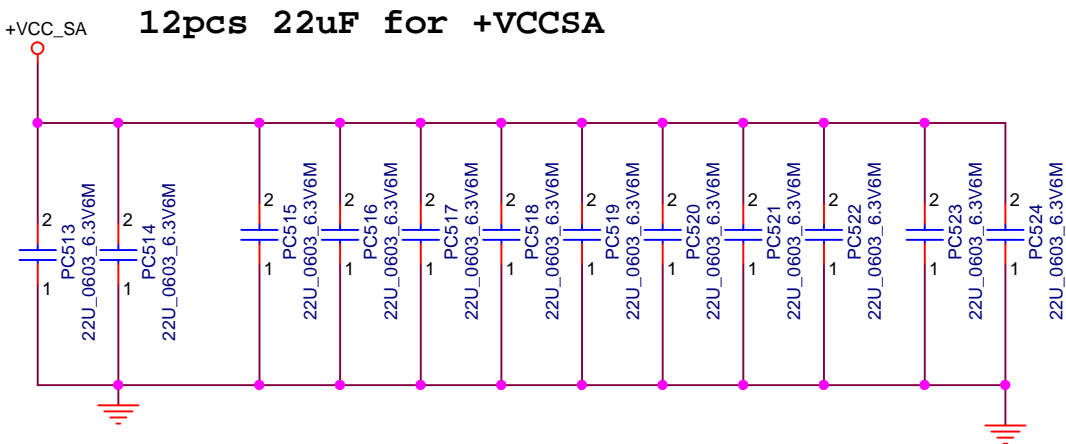 +VCC_SA
12pcs 22uF for +VCCSA
2
1
PC513
22U_0603_6.3V6M
2
1
PC514
22U_0603_6.3V6M
2
1
PC515
22U_0603_6.3V6M
2
1
PC516
22U_0603_6.3V6M
2
1
PC517
22U_0603_6.3V6M
2
1
PC518
22U_0603_6.3V6M
2
1
PC519
22U_0603_6.3V6M
2
1
PC520
22U_0603_6.3V6M
2
1
PC521
22U_0603_6.3V6M
2
1
PC522
22U_0603_6.3V6M
2
1
PC523
22U_0603_6.3V6M
2
1
PC524
22U_0603_6.3V6M